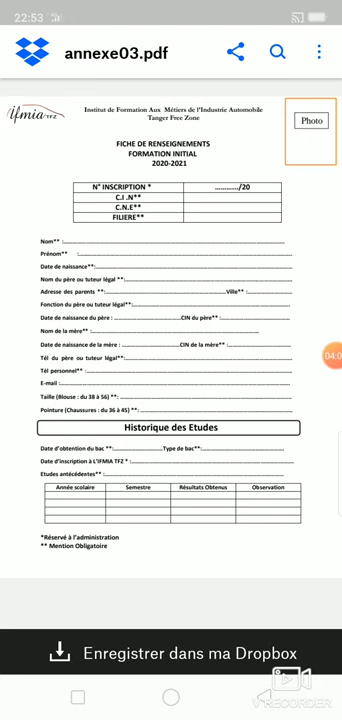 22:53
annexe03.pdf
ifmia TFZ
Institut de Formation Aux Métiers de l'Industrie Automobile
Tanger Free Zone
Photo
FICHE DE RENSEIGNEMENTS
FORMATION INITIAL
2020-2021
N° INSCRIPTION * ............/20
C.I .N**
C.N.E**
FILIERE**
Nom** :
Prénom** :
Date de naissance**:
Nom du père ou tuteur légal **:
Adresse des parents **: Ville** :
Fonction du père ou tuteur légal**:
Date de naissance du père : CIN du père** :
Nom de la mère** :
Date de naissance de la mère : CIN de la mère** :
Tél du père ou tuteur légal**:
Tél personnel** :
E-mail :
Taille (Blouse : du 38 à 56) **:
Pointure (Chaussures : du 36 à 45) **:
04:0
Historique des Etudes
Date d'obtention du bac **: Type de bac**:
Date d'inscription à L'IFMIA TFZ * :
Etudes antécédentes** :
Année scolaire Semestre Résultats Obtenus Observation
*Réservé à l'administration
** Mention Obligatoire
Enregistrer dans ma Dropbox
V RECORDER